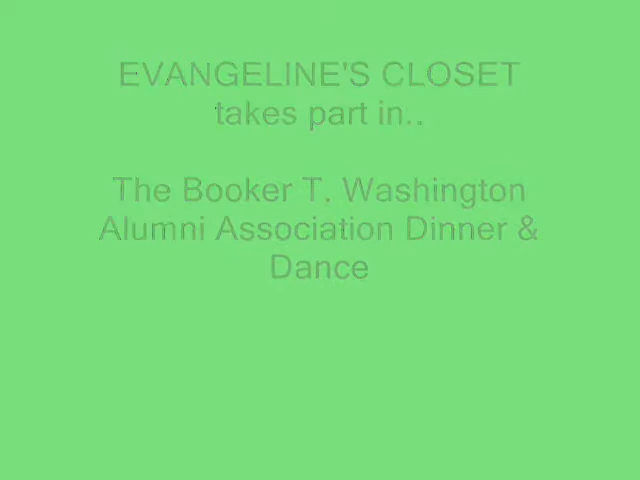 EVANGELINE'S CLOSET
takes part in..
The Booker T. Washington
Alumni Association Dinner &
Dance